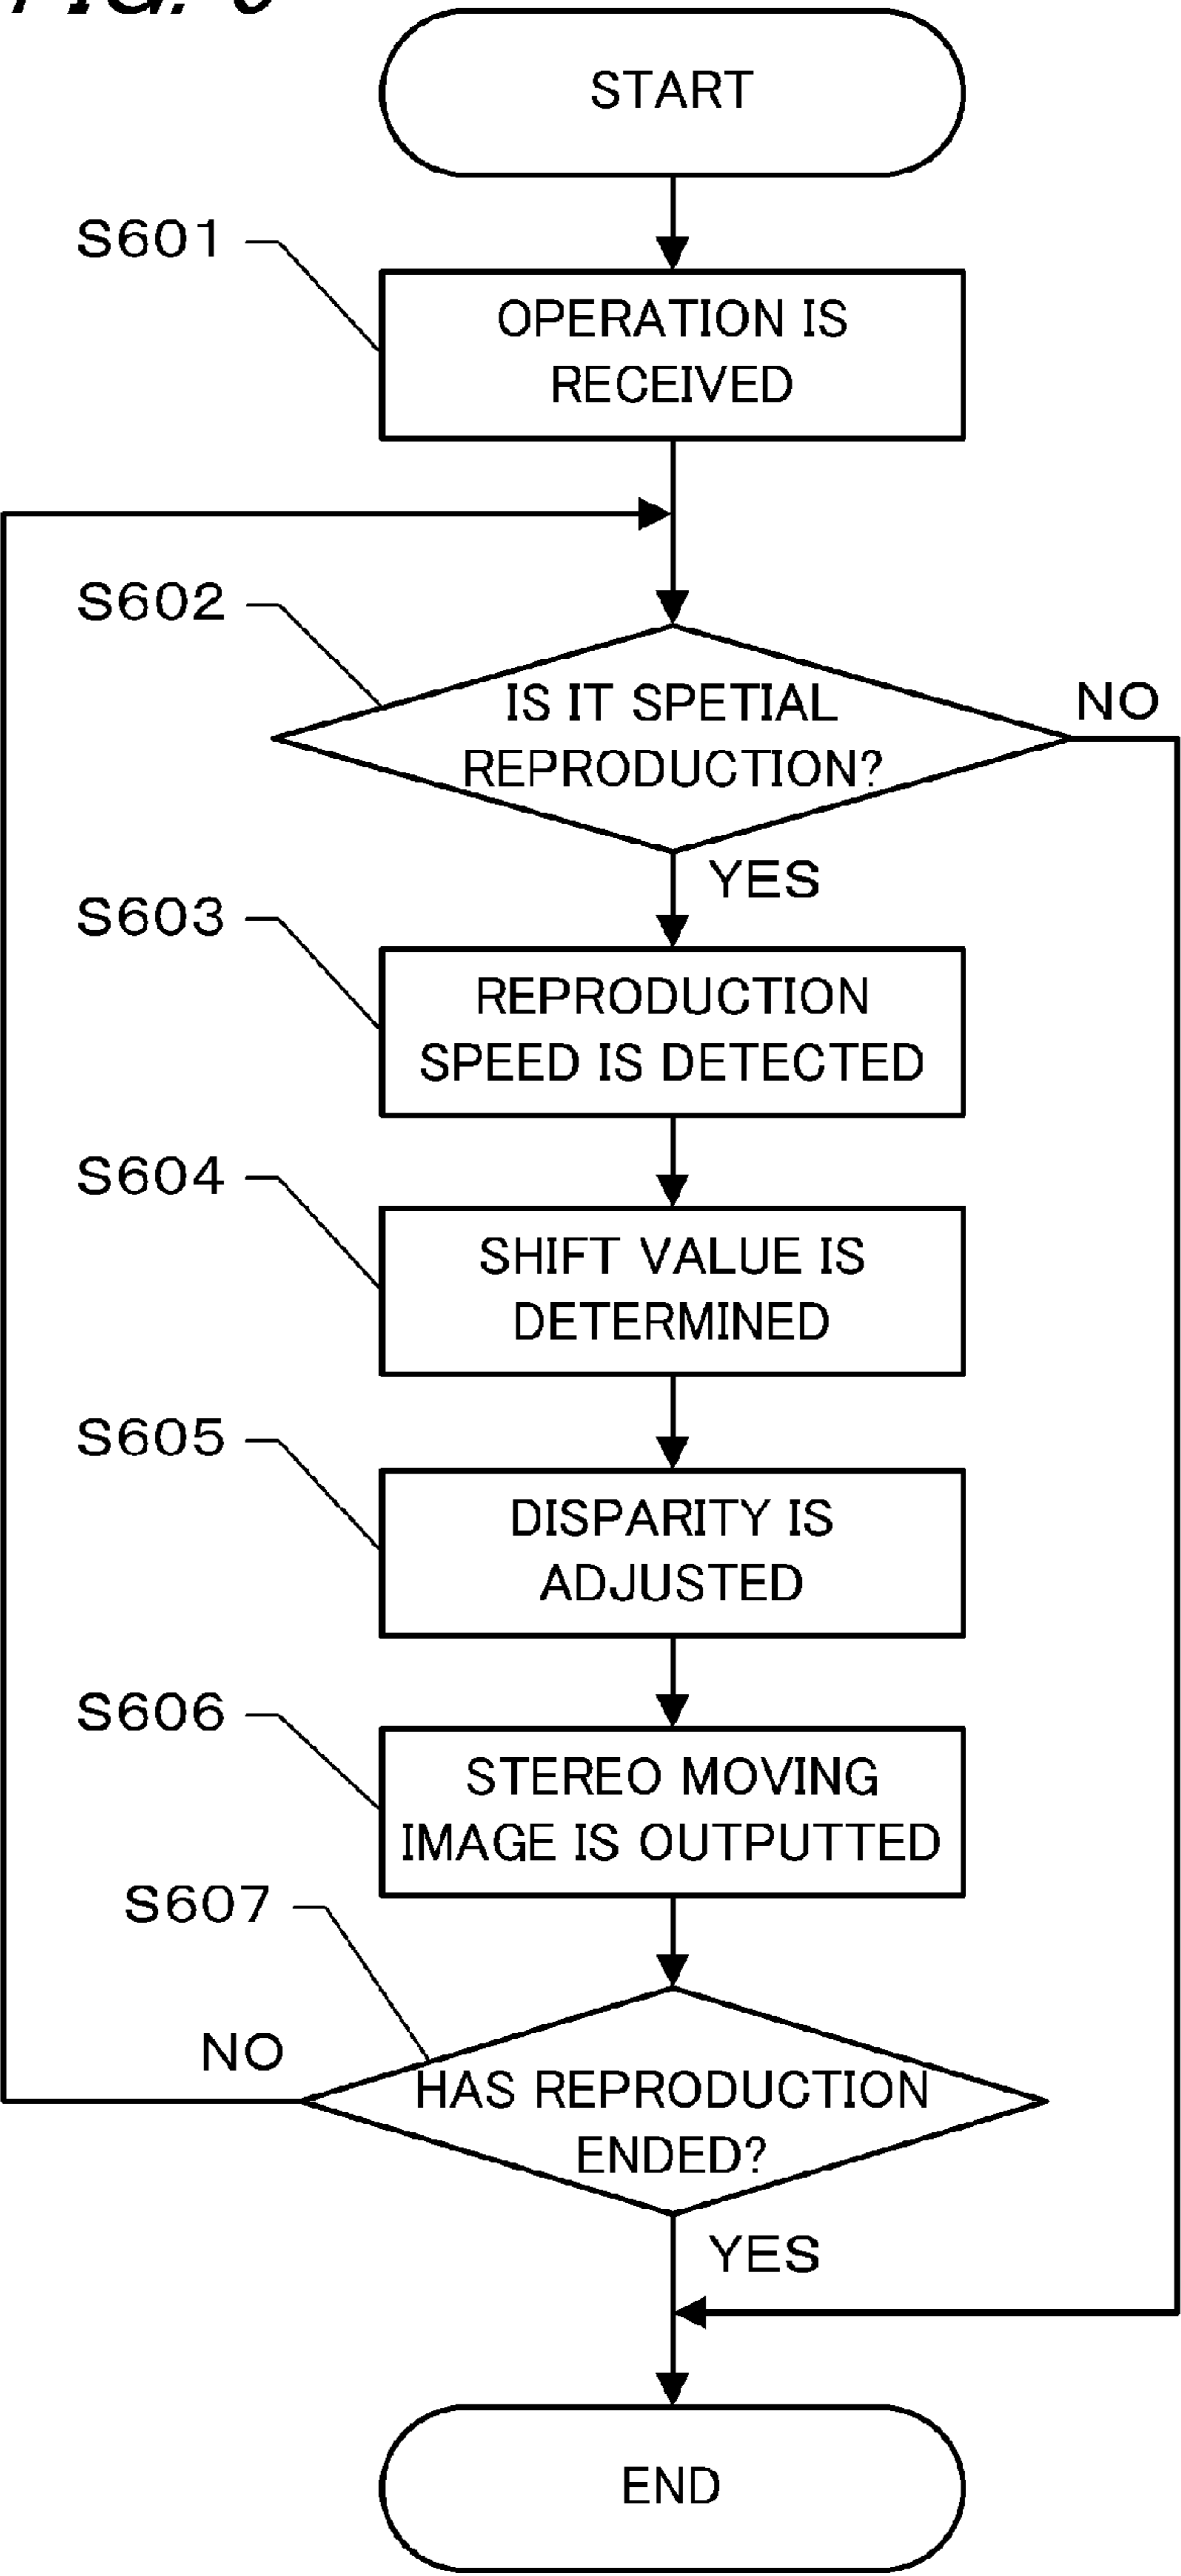 FIG. 6
START
S601
OPERATION IS
RECEIVED
S602
IS IT SPETIAL
REPRODUCTION?
NO
YES
S603
REPRODUCTION
SPEED IS DETECTED
S604
SHIFT VALUE IS
DETERMINED
S605
DISPARITY IS
ADJUSTED
S606
STEREO MOVING
IMAGE IS OUTPUTTED
S607
NO
HAS REPRODUCTION
ENDED?
YES
END